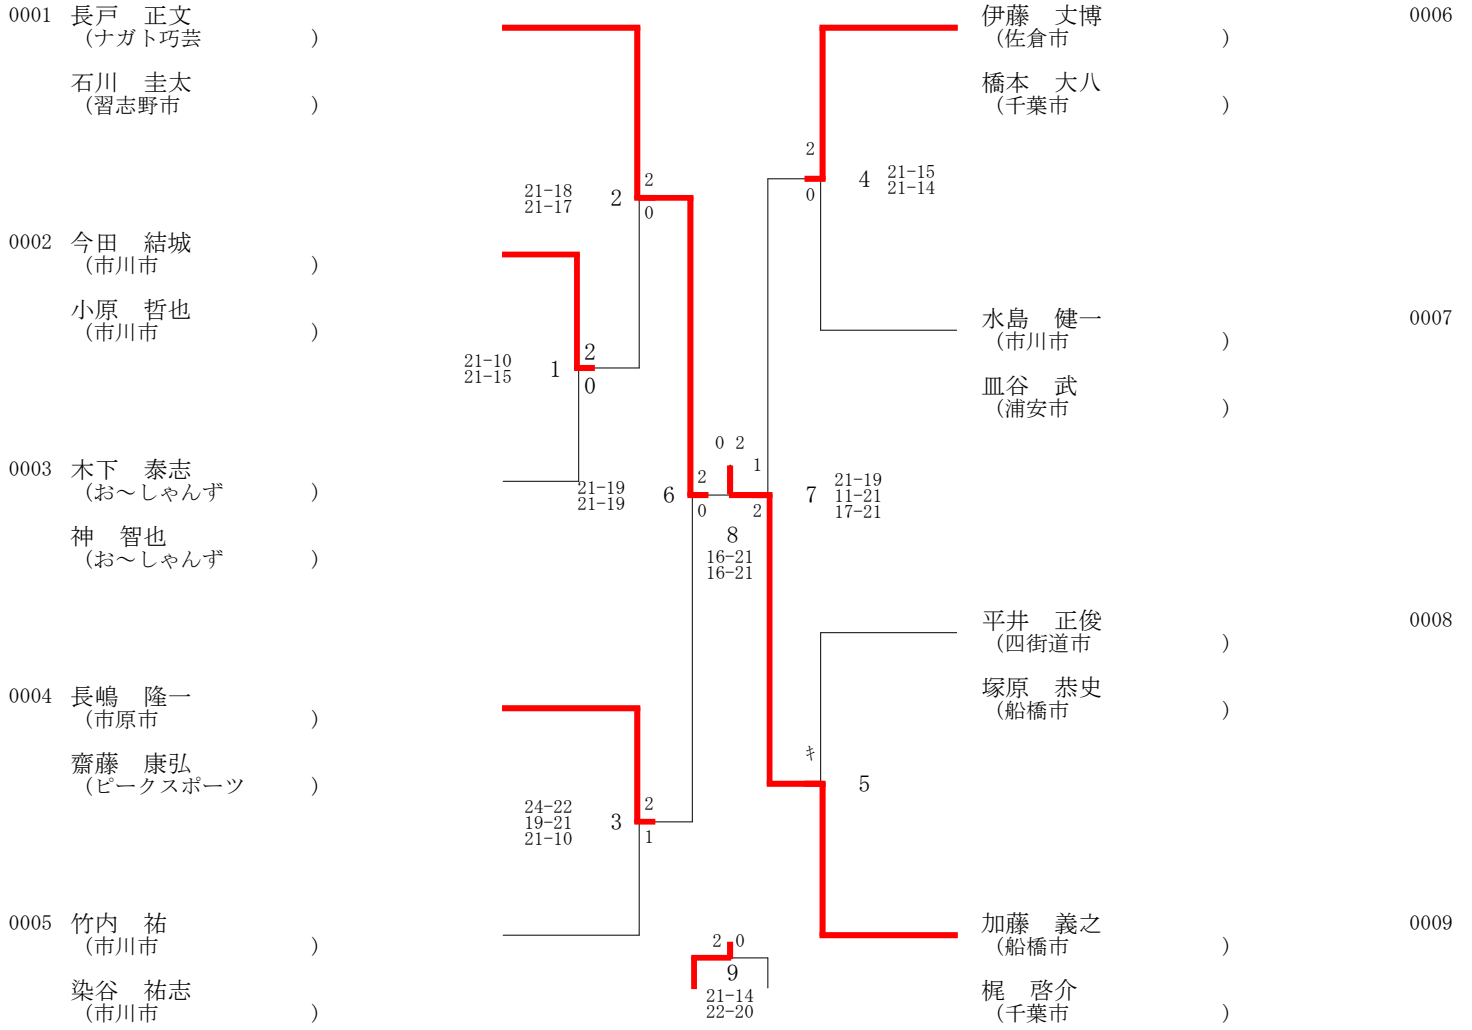 0001 長戸　正文
(ナガト巧芸 )
石川　圭太
(習志野市 )
0002 今田　結城
(市川市 )
小原　哲也
(市川市 )
0003 木下　泰志
(お～しゃんず )
神　智也
(お～しゃんず )
0004 長嶋　隆一
(市原市 )
齋藤　康弘
(ピークスポーツ )
0005 竹内　祐
(市川市 )
染谷　祐志
(市川市 )
21-18
21-17
2
2
0
21-10
21-15
1
2
0
21-19
21-19
6
2
0
24-22
19-21
21-10
3
2
1
0 2
8
16-21
16-21
2 0
9
21-14
22-20
2
0
4
21-15
21-14
1
2
7
21-19
11-21
17-21
キ
5
伊藤　丈博 0006
(佐倉市 )
橋本　大八
(千葉市 )
水島　健一 0007
(市川市 )
皿谷　武
(浦安市 )
平井　正俊 0008
(四街道市 )
塚原　恭史
(船橋市 )
加藤　義之 0009
(船橋市 )
梶　啓介
(千葉市 )